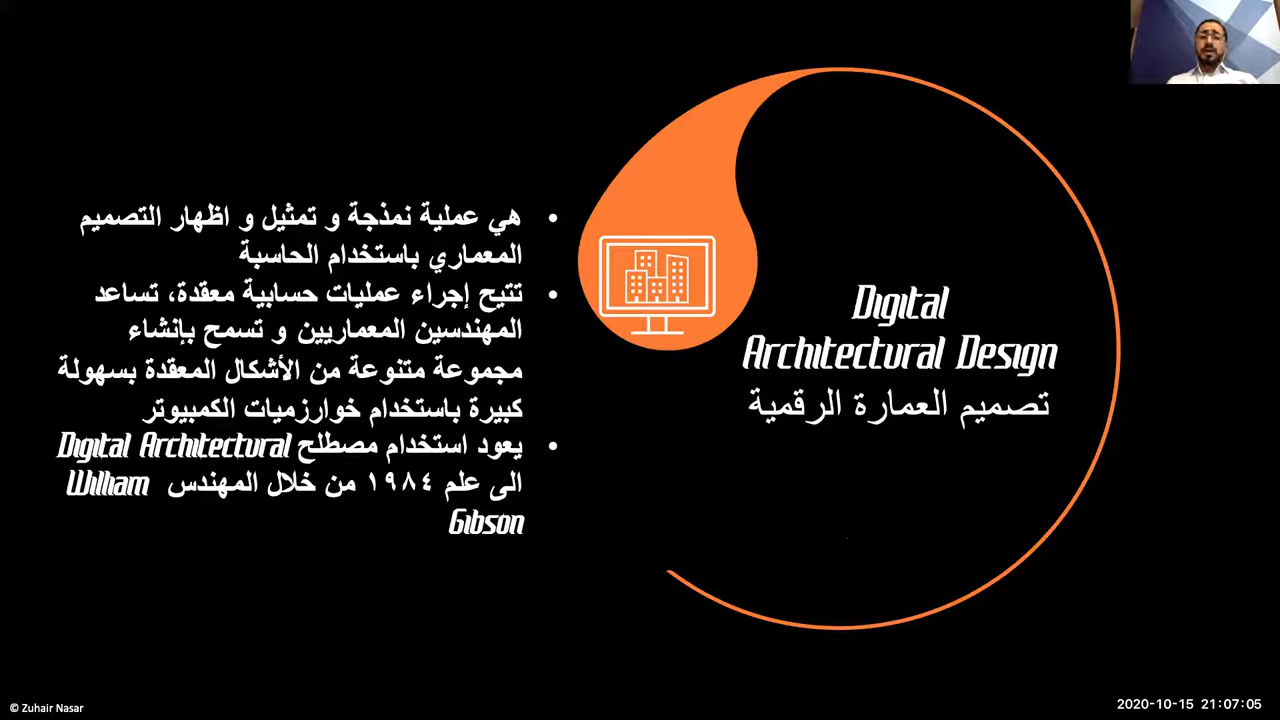 Digital
Architectural Design
تصميم العمارة الرقمية
• هي عملية نمذجة و تمثيل و اظهار التصميم
المعماري باستخدام الحاسبة
• تتيح إجراء عمليات حسابية معقدة، تساعد
المهندسين المعماريين و تسمح بإنشاء
مجموعة متنوعة من الأشكال المعقدة بسهولة
كبيرة باستخدام خوارزميات الكمبيوتر
• يعود استخدام مصطلح Digital Architectural
الى علم ١٩٨٤ من خلال المهندس William
Gibson
© Zuhair Nasar
2020-10-15 21:07:05